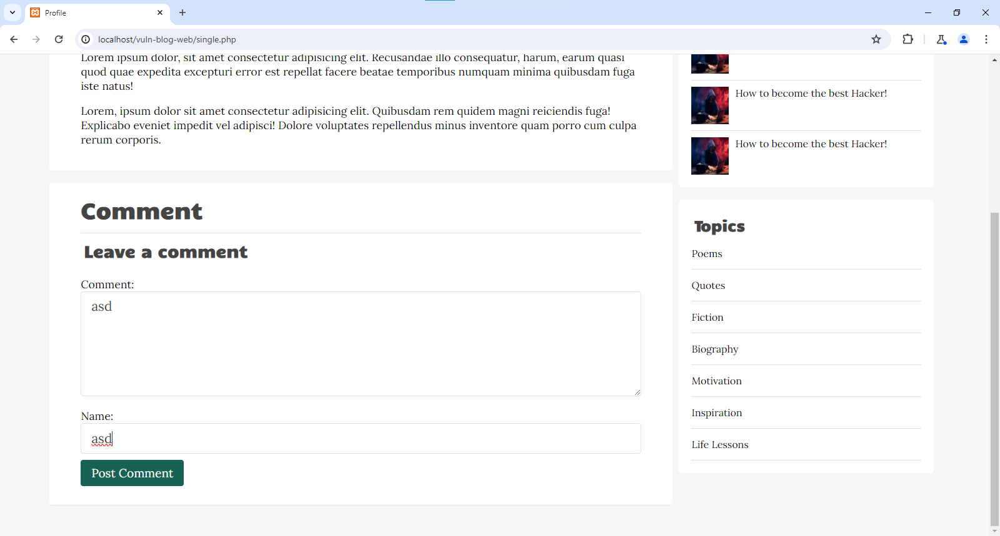 Profile
localhost/vuln-blog-web/single.php
Lorem ipsum dolor, sit amet consectetur adipisicing elit. Recusandae illo consequatur, harum, earum quasi
quod quae expedita excepturi error est repellat facere beatae temporibus numquam minima quibusdam fuga
iste natus!
Lorem, ipsum dolor sit amet consectetur adipisicing elit. Quibusdam rem quidem magni reiciendis fuga!
Explicabo eveniet impedit vel adipisci! Dolore voluptates repellendus minus inventore quam porro cum culpa
rerum corporis.
Comment
Leave a comment
Comment:
asd
Name:
asd
Post Comment
How to become the best Hacker!
How to become the best Hacker!
Topics
Poems
Quotes
Fiction
Biography
Motivation
Inspiration
Life Lessons